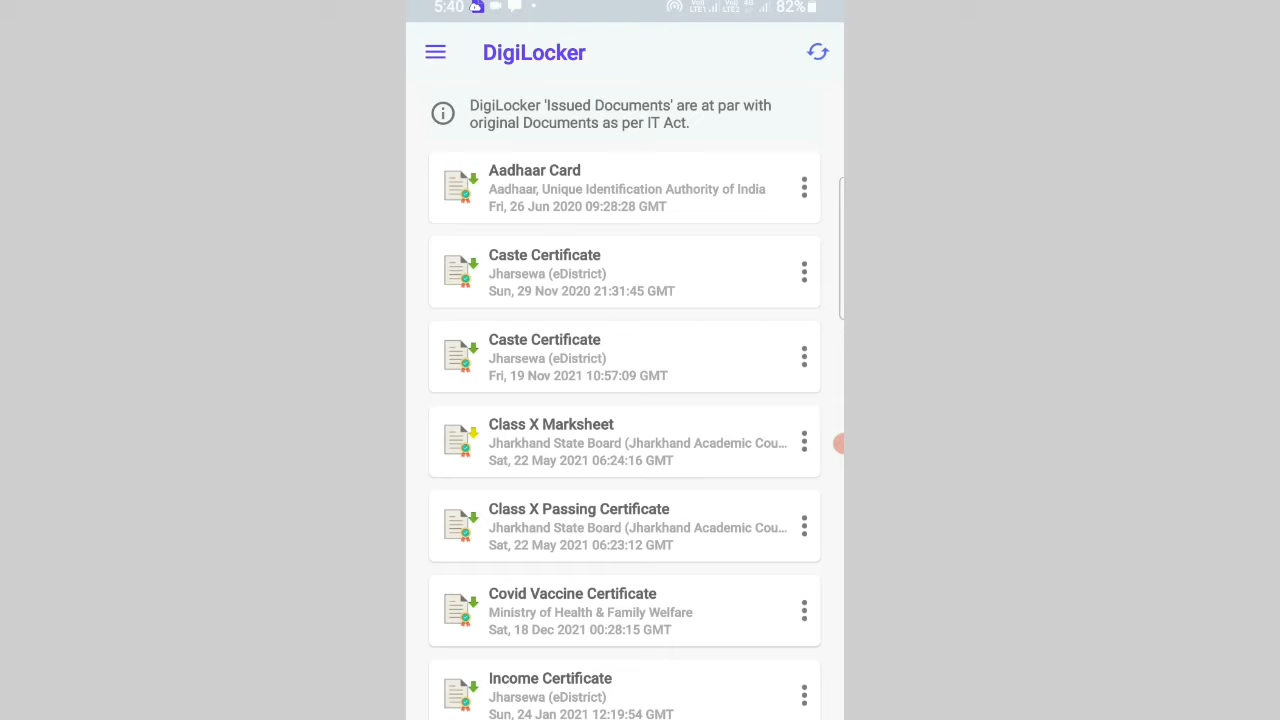 5:40 82%
DigiLocker
DigiLocker 'Issued Documents' are at par with
original Documents as per IT Act.
Aadhaar Card
Aadhaar, Unique Identification Authority of India
Fri, 26 Jun 2020 09:28:28 GMT
Caste Certificate
Jharsewa (eDistrict)
Sun, 29 Nov 2020 21:31:45 GMT
Caste Certificate
Jharsewa (eDistrict)
Fri, 19 Nov 2021 10:57:09 GMT
Class X Marksheet
Jharkhand State Board (Jharkhand Academic Cou...
Sat, 22 May 2021 06:24:16 GMT
Class X Passing Certificate
Jharkhand State Board (Jharkhand Academic Cou...
Sat, 22 May 2021 06:23:12 GMT
Covid Vaccine Certificate
Ministry of Health & Family Welfare
Sat, 18 Dec 2021 00:28:15 GMT
Income Certificate
Jharsewa (eDistrict)
Sun, 24 Jan 2021 12:19:54 GMT